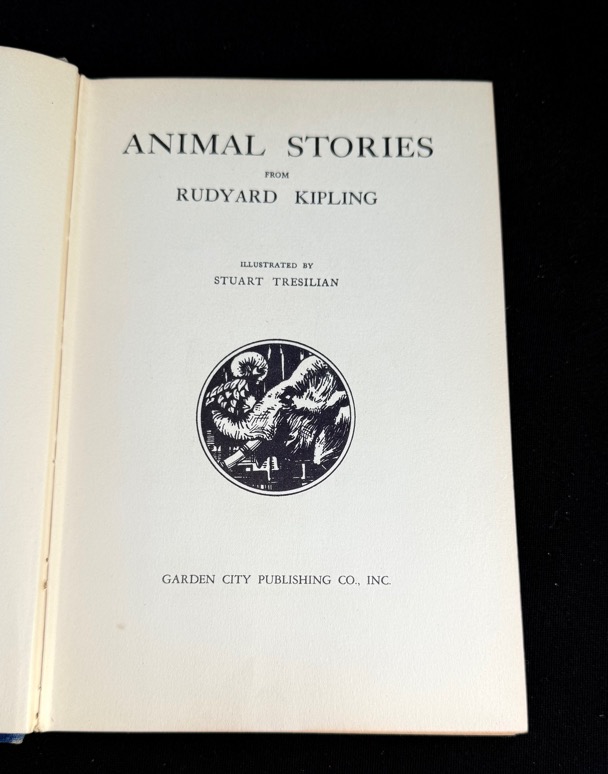 ANIMAL STORIES
FROM
RUDYARD KIPLING
ILLUSTRATED BY
STUART TRESILIAN
GARDEN CITY PUBLISHING CO., INC.